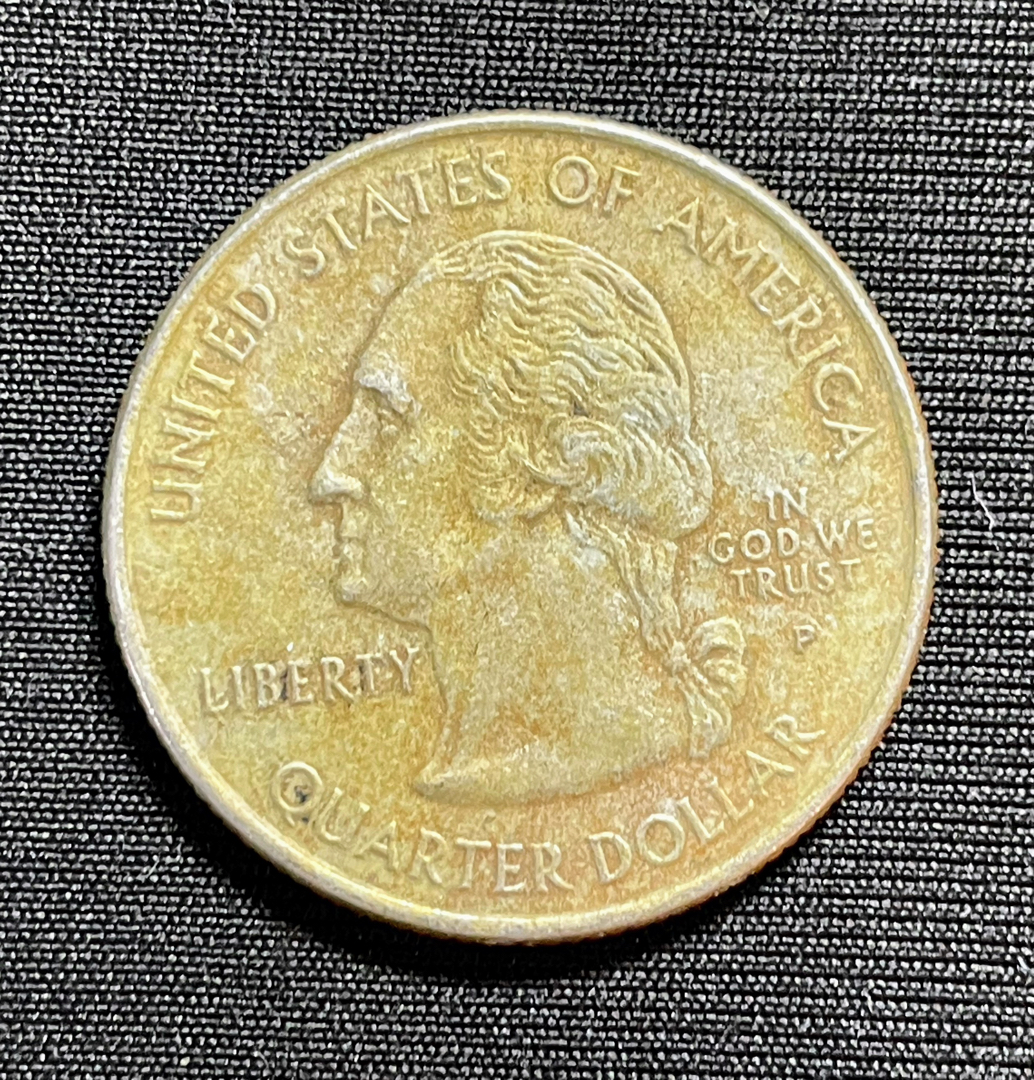 UNITED STATES OF AMERICA
LIBERTY
IN
GOD WE
TRUST
P
QUARTER DOLLAR